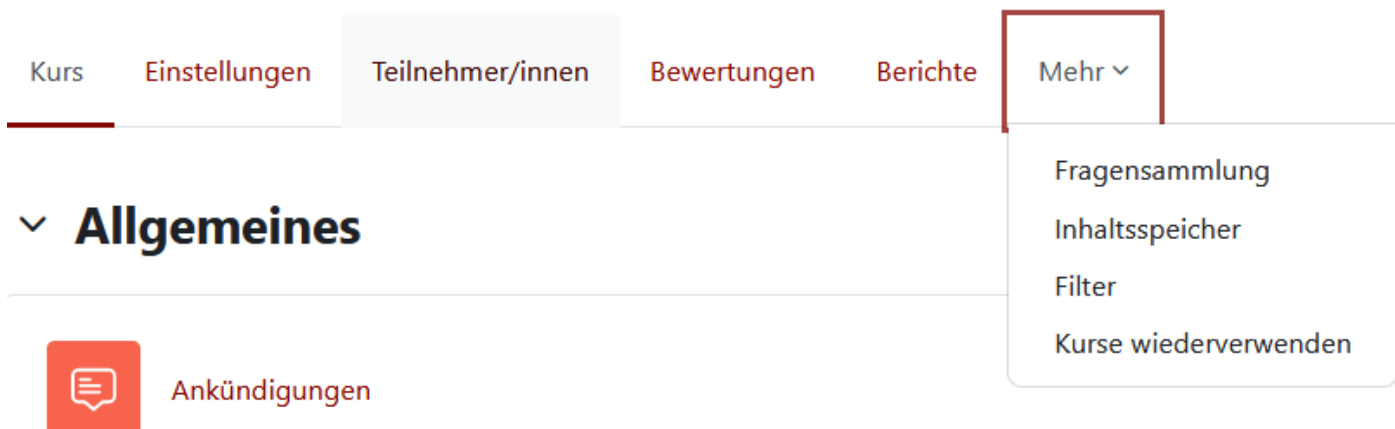 Kurs Einstellungen Teilnehmer/innen Bewertungen Berichte Mehr
Fragensammlung
Inhaltsspeicher
Filter
Kurse wiederverwenden
Allgemeines
Ankündigungen